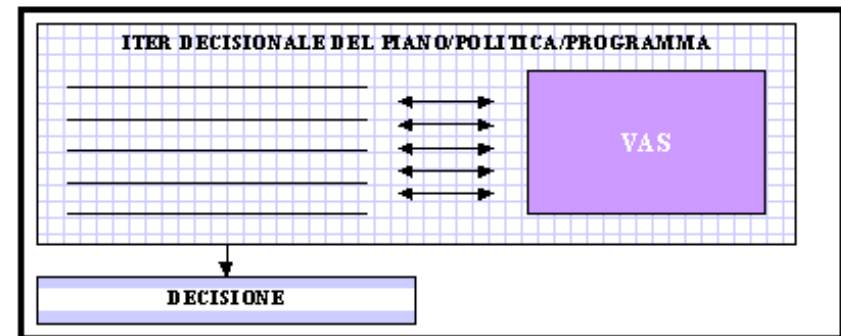 ITER DECISIONALE DEL PIANO/POLITICA/PROGRAMMA
VAS
DECISIONE